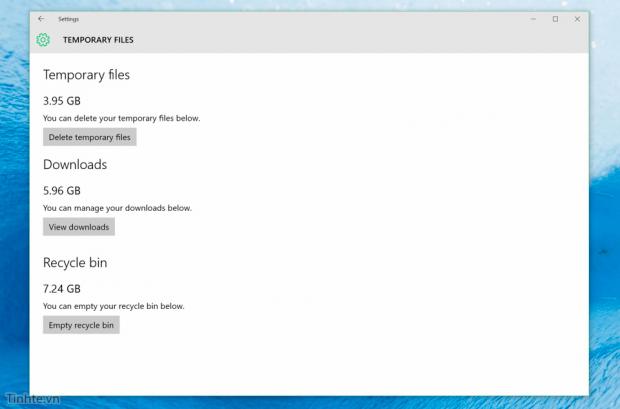 Settings
TEMPORARY FILES
Temporary files
3.95 GB
You can delete your temporary files below.
Delete temporary files
Downloads
5.96 GB
You can manage your downloads below.
View downloads
Recycle bin
7.24 GB
You can empty your recycle bin below.
Empty recycle bin
Tinhte.vn